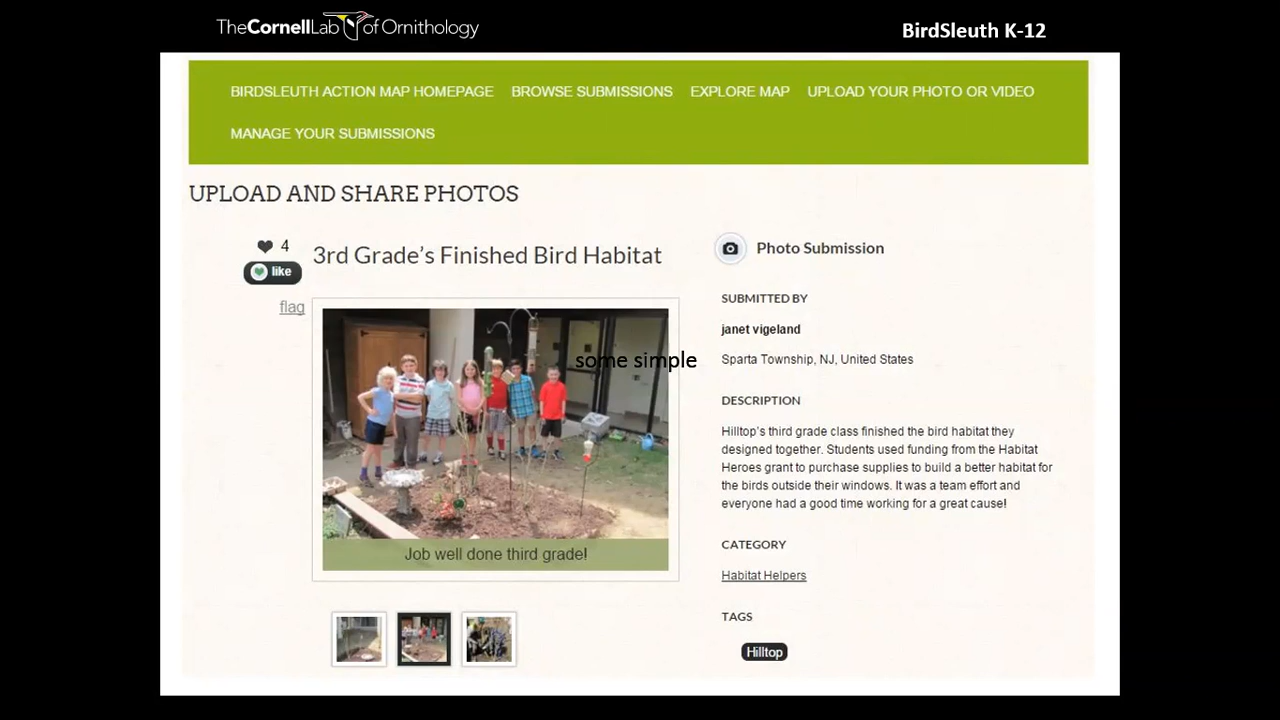 TheCornellLab of Ornithology
BirdSleuth K-12
BIRDSLEUTH ACTION MAP HOMEPAGE BROWSE SUBMISSIONS EXPLORE MAP UPLOAD YOUR PHOTO OR VIDEO
MANAGE YOUR SUBMISSIONS
UPLOAD AND SHARE PHOTOS
4
like
flag
3rd Grade’s Finished Bird Habitat
some simple
Job well done third grade!
Photo Submission
SUBMITTED BY
janet vigeland
Sparta Township, NJ, United States
DESCRIPTION
Hilltop’s third grade class finished the bird habitat they
designed together. Students used funding from the Habitat
Heroes grant to purchase supplies to build a better habitat for
the birds outside their windows. It was a team effort and
everyone had a good time working for a great cause!
CATEGORY
Habitat Helpers
TAGS
Hilltop